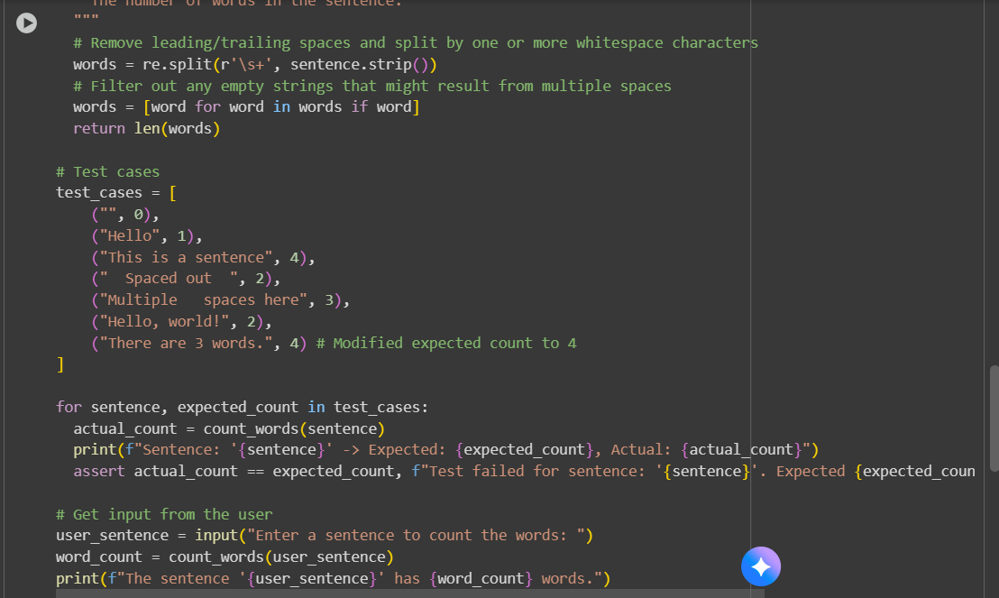 The number of words in the sentence.
"""
# Remove leading/trailing spaces and split by one or more whitespace characters
words = re.split(r'\s+', sentence.strip())
# Filter out any empty strings that might result from multiple spaces
words = [word for word in words if word]
return len(words)
# Test cases
test_cases = [
("", 0),
("Hello", 1),
("This is a sentence", 4),
("  Spaced out  ", 2),
("Multiple   spaces here", 3),
("Hello, world!", 2),
("There are 3 words.", 4) # Modified expected count to 4
]
for sentence, expected_count in test_cases:
actual_count = count_words(sentence)
print(f"Sentence: '{sentence}' -> Expected: {expected_count}, Actual: {actual_count}")
assert actual_count == expected_count, f"Test failed for sentence: '{sentence}'. Expected {expected_coun
# Get input from the user
user_sentence = input("Enter a sentence to count the words: ")
word_count = count_words(user_sentence)
print(f"The sentence '{user_sentence}' has {word_count} words.")